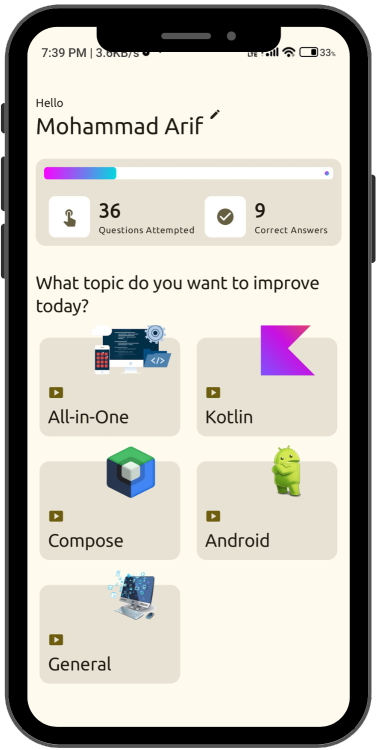 7:39 PM | 3.6KB/s
33%
Hello
Mohammad Arif
36
Questions Attempted
9
Correct Answers
What topic do you want to improve
today?
All-in-One
Kotlin
Compose
Android
General